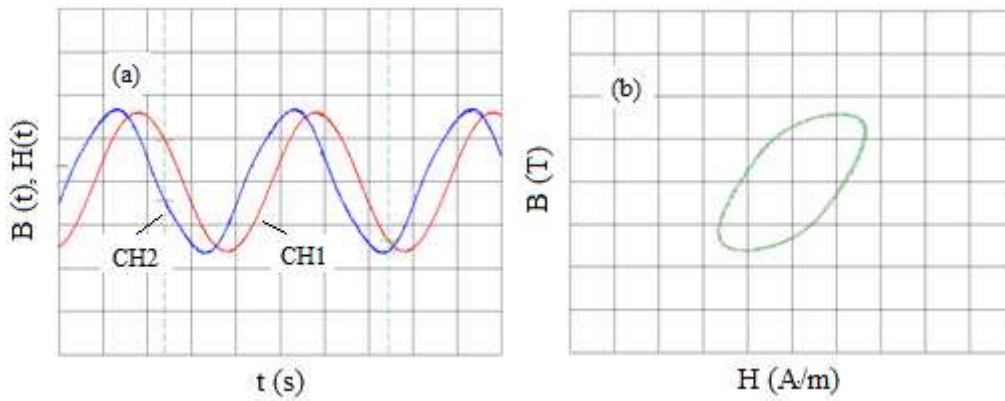 (a)
B (t), H(t)
CH2
CH1
t (s)
(b)
B (T)
H (A/m)